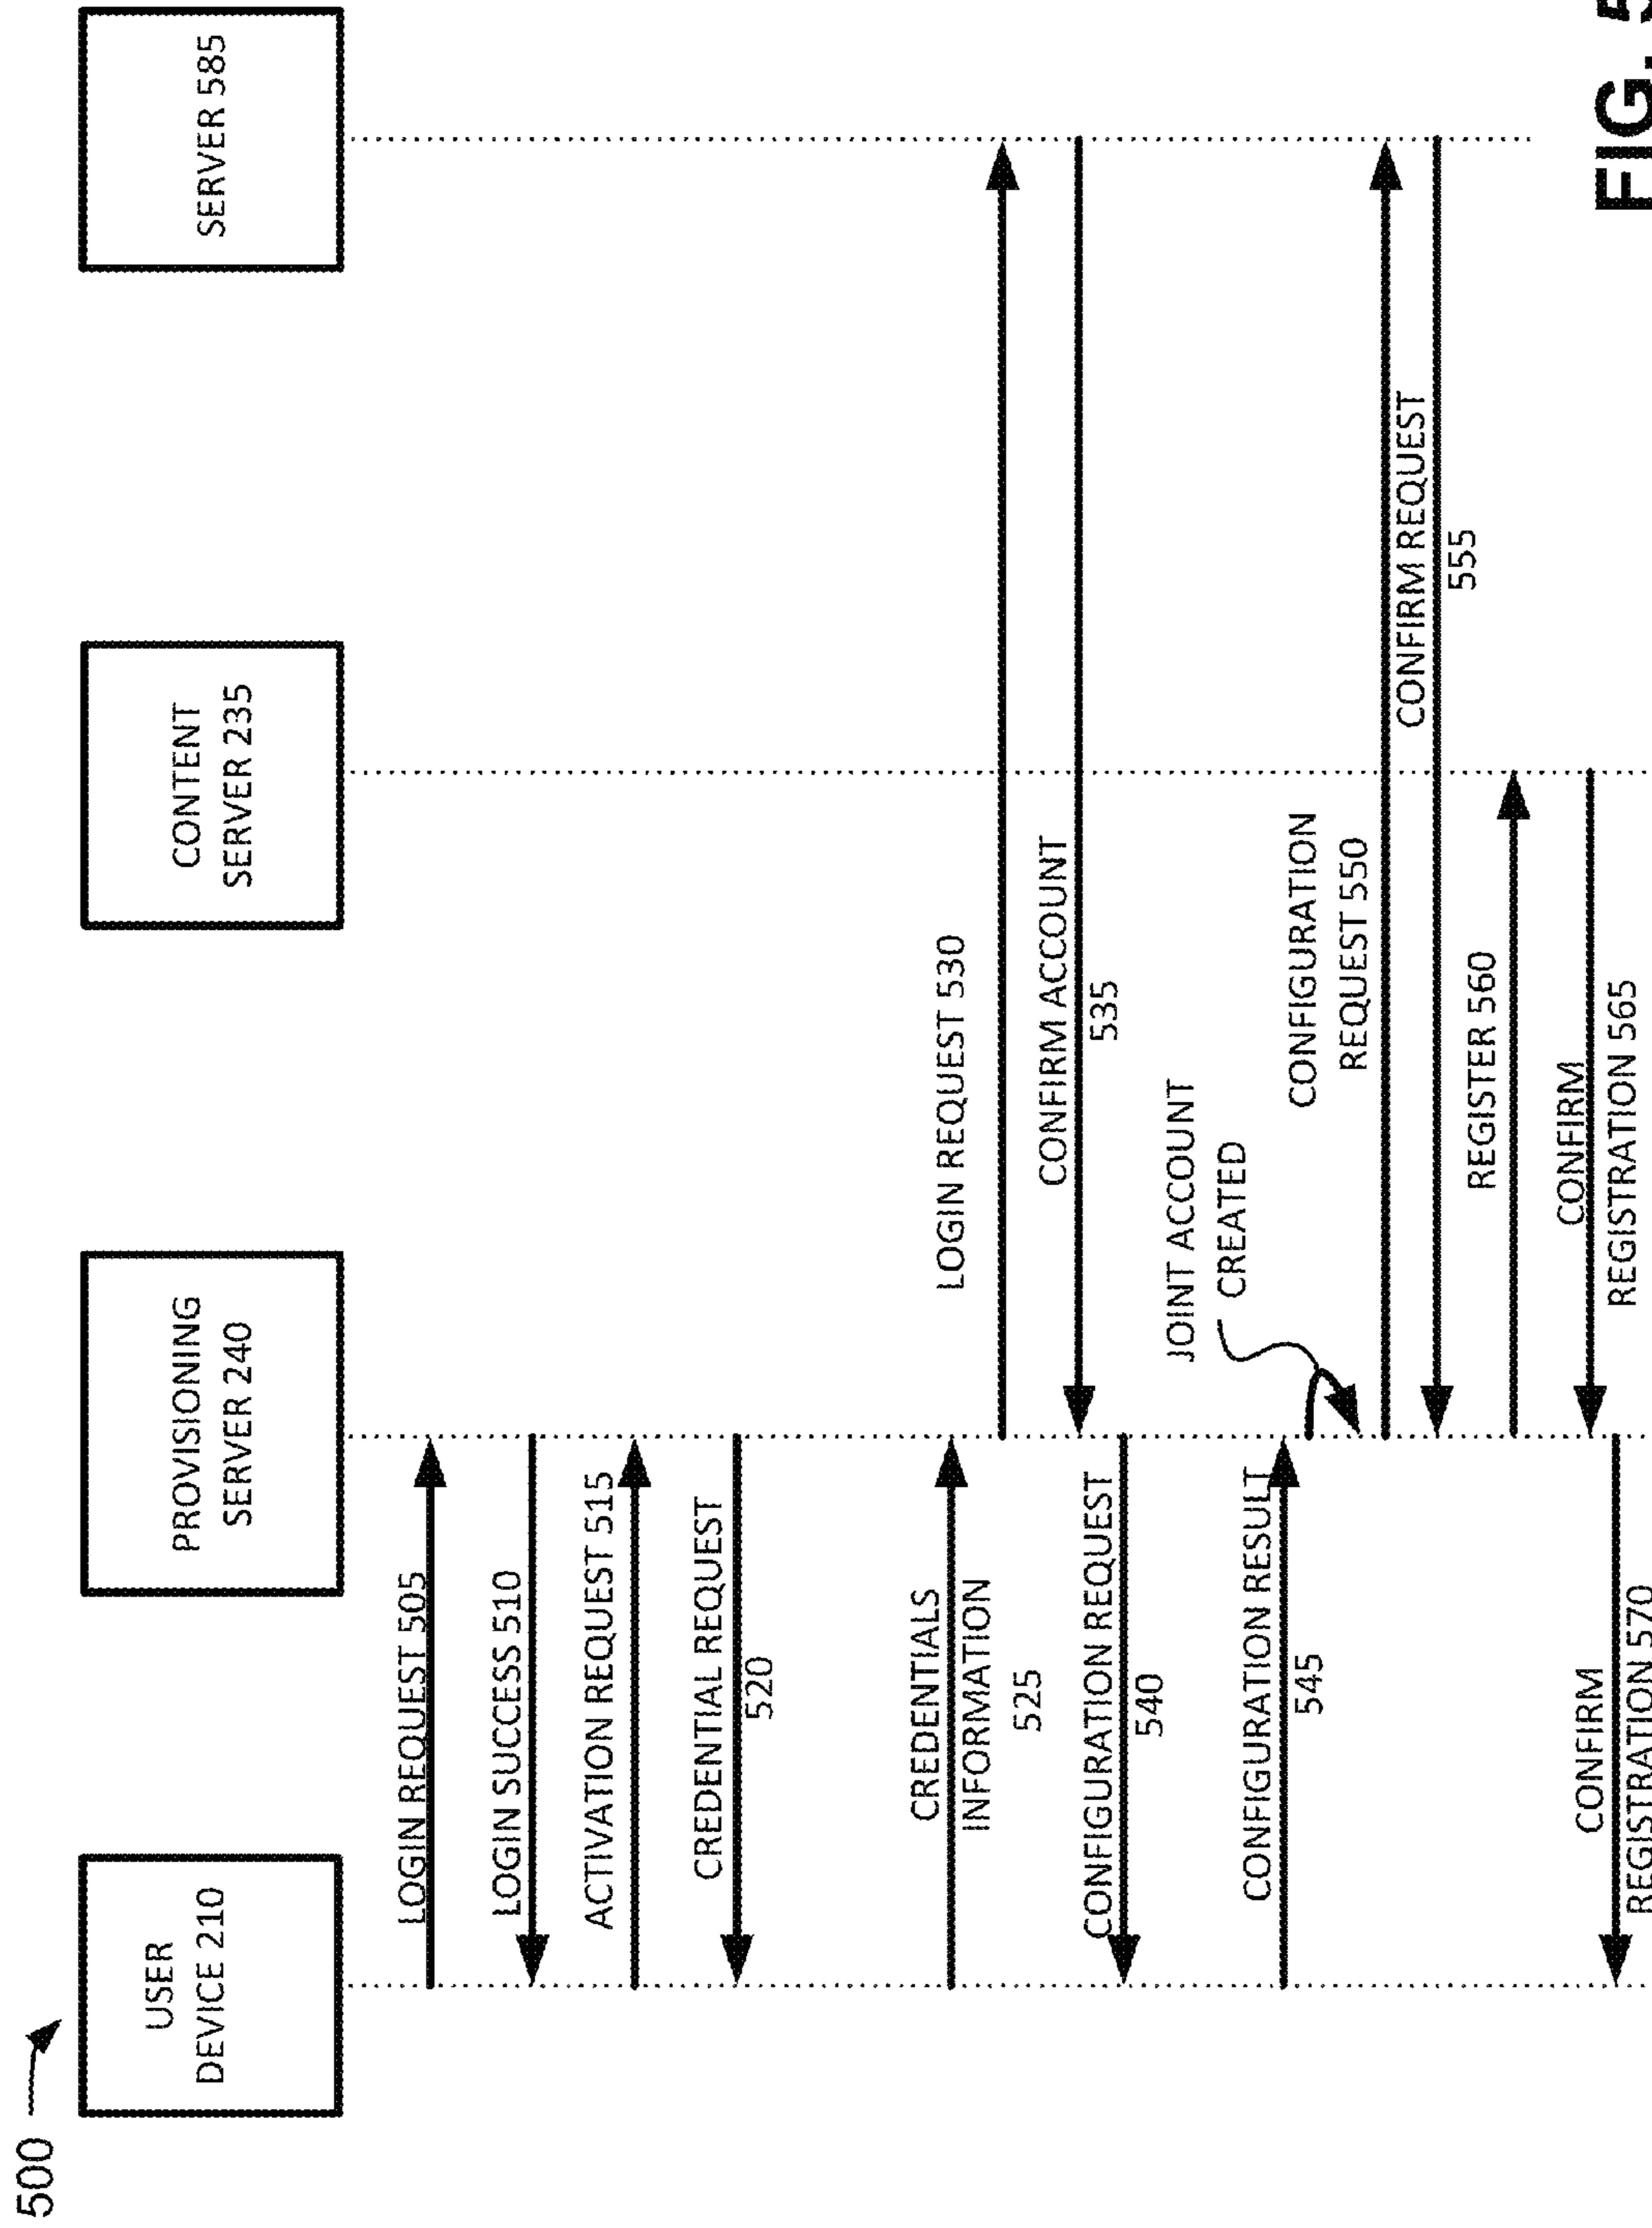 500
USER
DEVICE 210
PROVISIONING
SERVER 240
CONTENT
SERVER 235
SERVER 585
LOGIN REQUEST 505
LOGIN SUCCESS 510
ACTIVATION REQUEST 515
CREDENTIAL REQUEST
520
CREDENTIALS
INFORMATION
525
LOGIN REQUEST 530
CONFIRM ACCOUNT
535
CONFIGURATION REQUEST
540
CONFIGURATION RESULT
545
JOINT ACCOUNT
CREATED
CONFIGURATION
REQUEST 550
CONFIRM REQUEST
555
REGISTER 560
CONFIRM
REGISTRATION 565
CONFIRM
REGISTRATION 570
FIG. 5